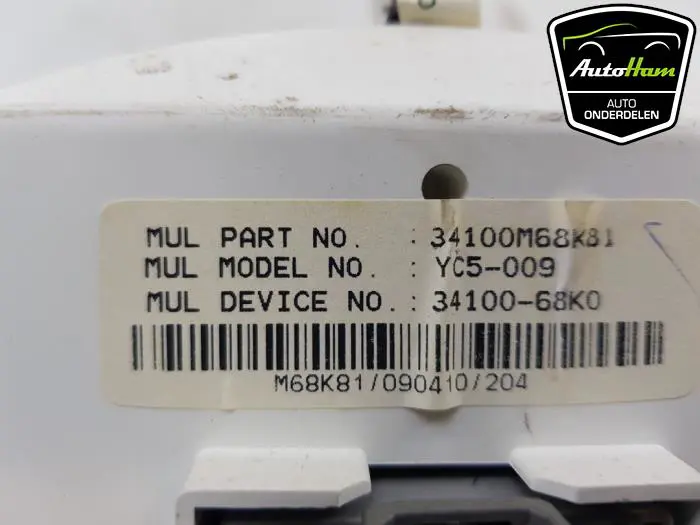 AutoHam
AUTO
ONDERDELEN
MUL PART NO. : 34100M68K81
MUL MODEL NO. : YC5-009
MUL DEVICE NO. : 34100-68K0
M68K81/090410/204